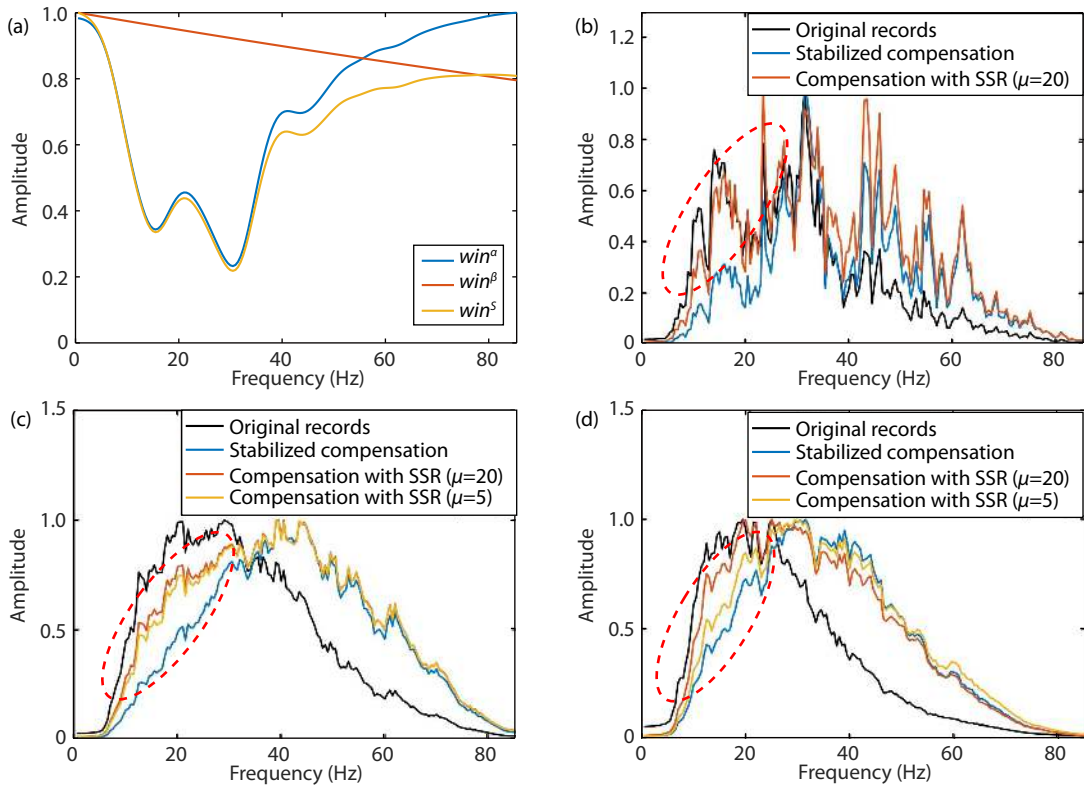 (a)
1.0
0.8
0.6
0.4
0.2
0
Amplitude
win^α
win^β
win^S
0
20
40
60
80
Frequency (Hz)
(b)
1.2
1.0
0.8
0.6
0.4
0.2
0
Amplitude
Original records
Stabilized compensation
Compensation with SSR (μ=20)
0
20
40
60
80
Frequency (Hz)
(c)
1.5
1.0
0.5
0
Amplitude
Original records
Stabilized compensation
Compensation with SSR (μ=20)
Compensation with SSR (μ=5)
0
20
40
60
80
Frequency (Hz)
(d)
1.5
1.0
0.5
0
Amplitude
Original records
Stabilized compensation
Compensation with SSR (μ=20)
Compensation with SSR (μ=5)
0
20
40
60
80
Frequency (Hz)